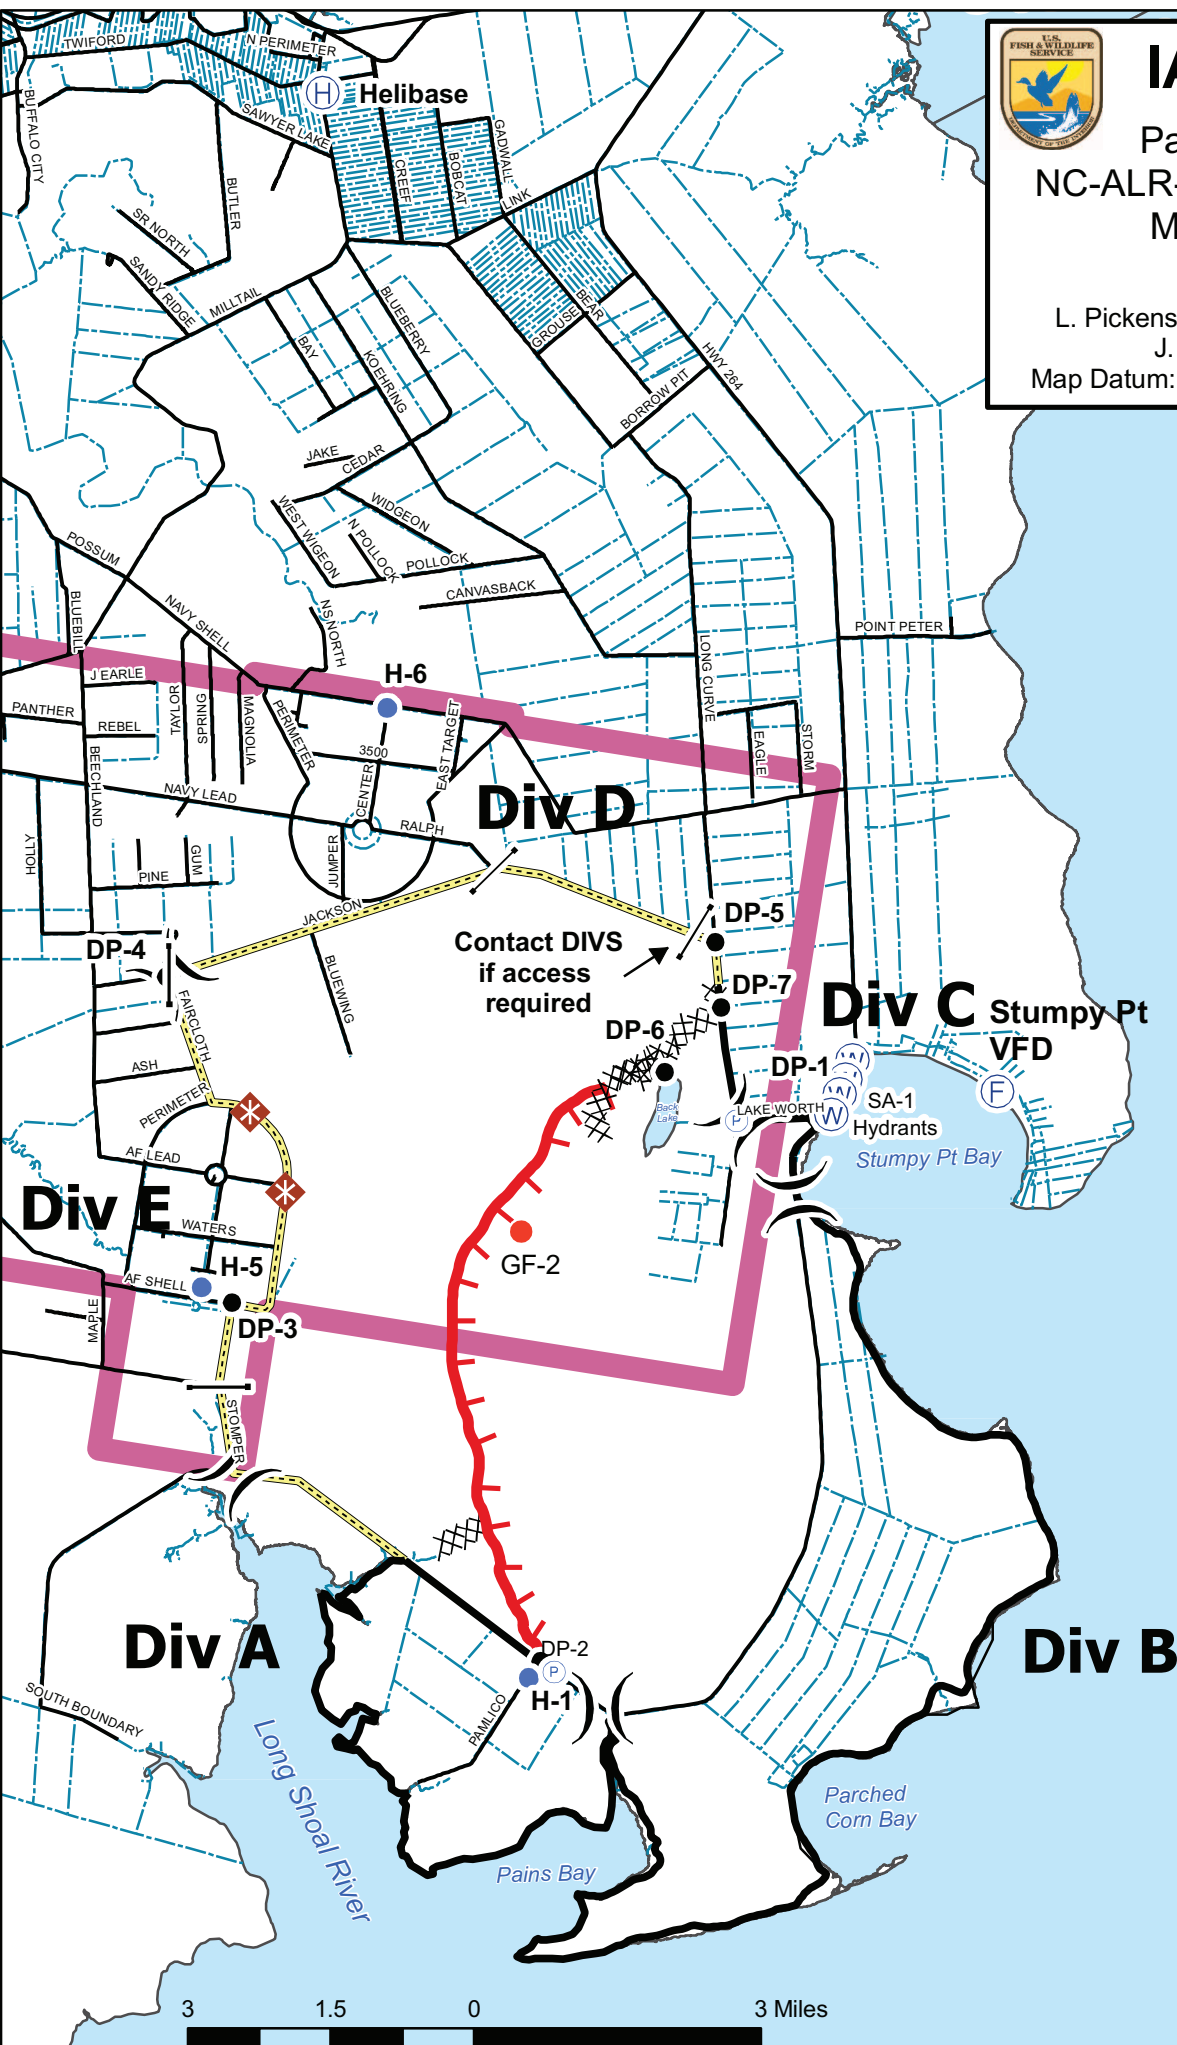 TWIFORD
N PERIMETER
H
Helibase
BUFFALO CITY
SAWYER LAKE
CREEF
BOBCAT
GADWALL
LINK
BUTLER
SR NORTH
SANDY RIDGE
MILLTAIL
BAY
BLUEBERRY
KOEHRING
BEAR
GROUSE
HWY 264
BORROW PIT
U.S.
FISH & WILDLIFE
SERVICE
DEPARTMENT OF THE INTERIOR
IA
Pa
NC-ALR-
M
L. Pickens
J.
Map Datum:
JAKE
CEDAR
WIDGEON
WEST WIGEON
N POLLOCK
POLLOCK
CANVASBACK
POSSUM
BLUEBILL
NAVY SHELL
NS NORTH
POINT PETER
LONG CURVE
J EARLE
PANTHER
REBEL
TAYLOR
SPRING
MAGNOLIA
PERIMETER
H-6
EAST TARGET
3500
CENTER
EAGLE
STORM
BEECHLAND
NAVY LEAD
RALPH
Div D
HOLLY
GUM
PINE
JUMPER
JACKSON
BLUEWING
DP-4
FAIRCLOTH
DP-5
Contact DIVS
if access
required
DP-7
DP-6
Div C
Stumpy Pt
VFD
DP-1
W
W
W
W
F
SA-1
Hydrants
LAKE WORTH
P
Back
Lake
Stumpy Pt Bay
ASH
PERIMETER
AF LEAD
Div E
WATERS
H-5
AF SHELL
DP-3
MAPLE
GF-2
STOMPER
Div A
DP-2
P
H-1
PAMLICO
Div B
SOUTH BOUNDARY
Long Shoal River
Parched
Corn Bay
Pains Bay
3
1.5
0
3 Miles